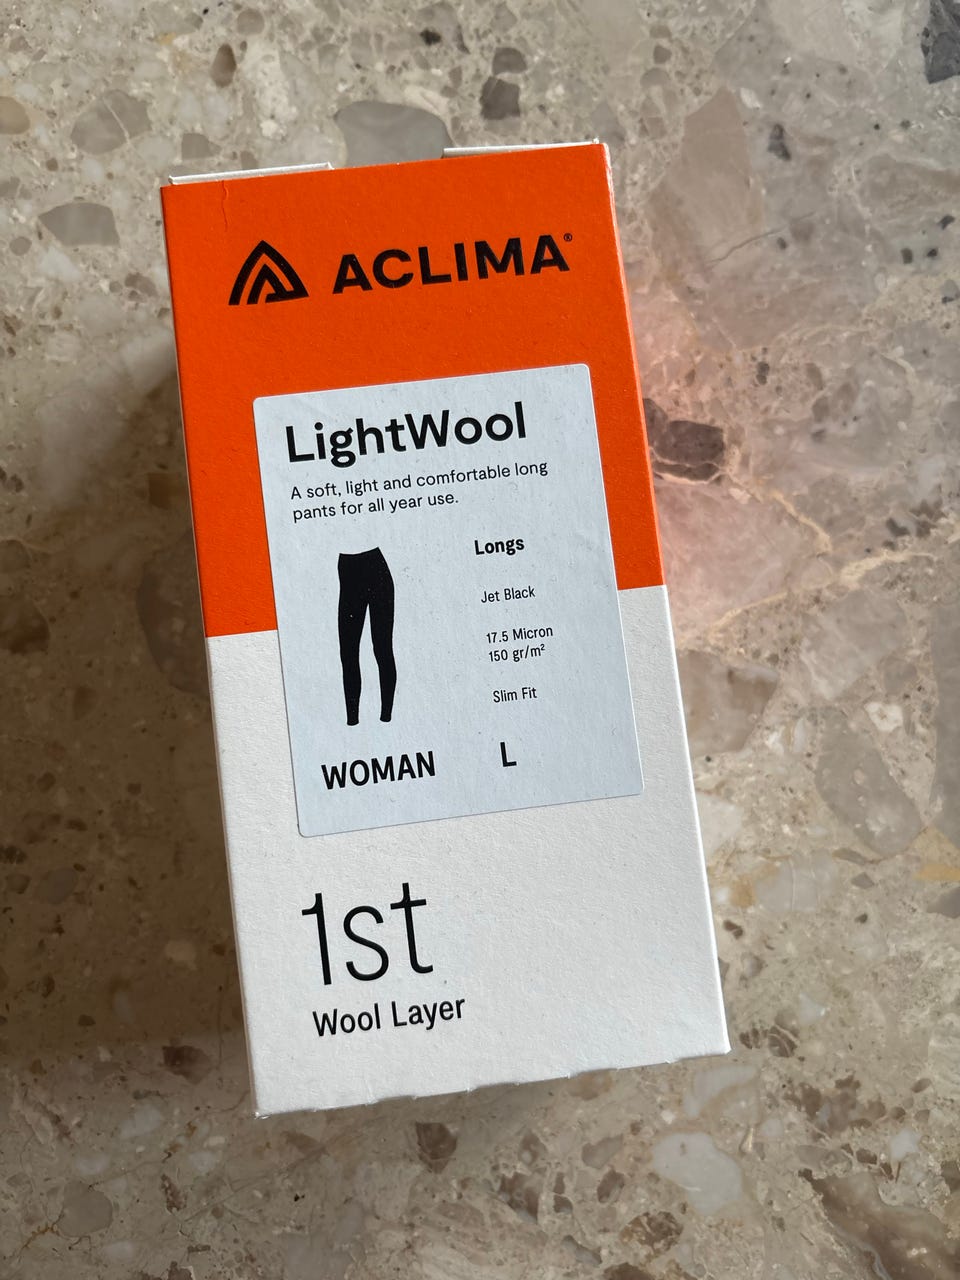 ACLIMA®
LightWool
A soft, light and comfortable long
pants for all year use.
Longs
Jet Black
17.5 Micron
150 gr/m²
Slim Fit
WOMAN L
1st
Wool Layer